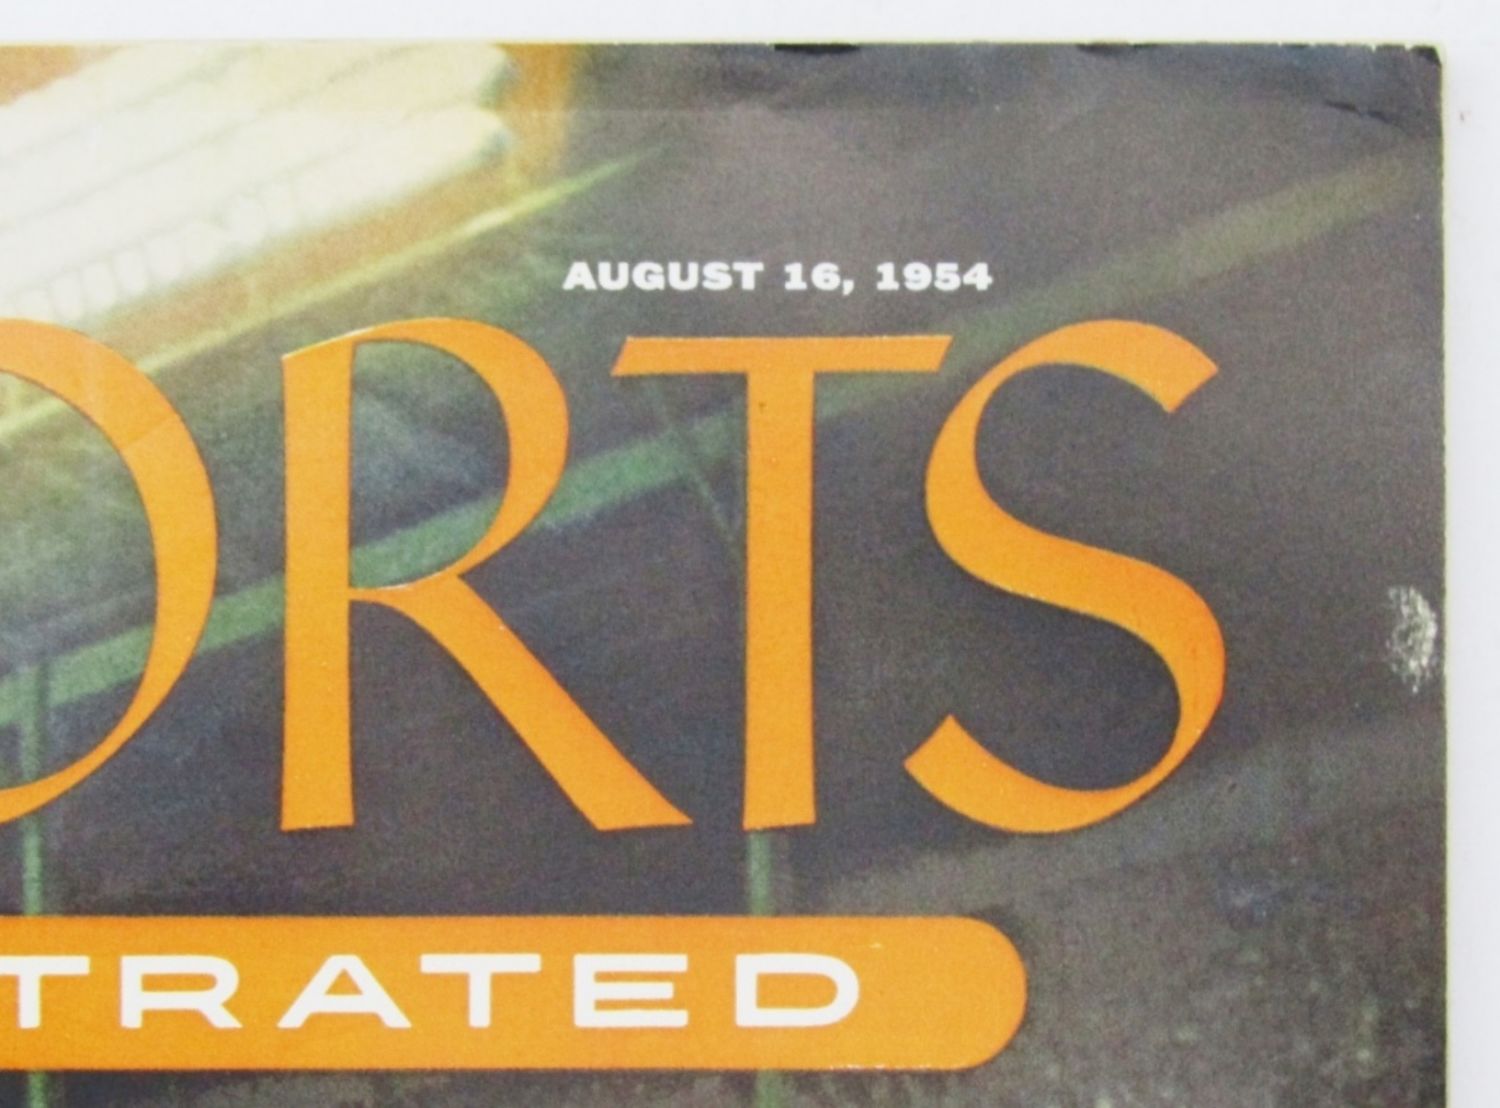 AUGUST 16, 1954
ORTS
TRATED